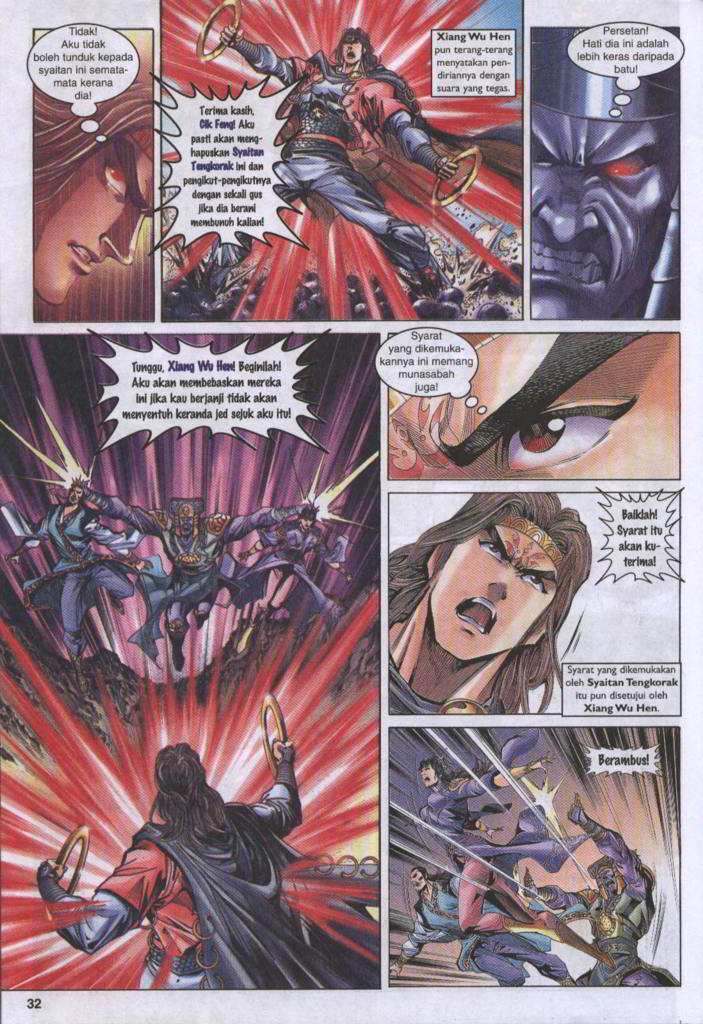 Tidak!
Aku tidak
boleh tunduk kepada
syaitan ini semata-
mata kerana
dia!
Terima kasih,
Cik Feng! Aku
pasti akan meng-
hapuskan Syaitan
Tengkorak ini dan
pengikut-pengikutnya
dengan sekali gus
jika dia berani
membunuh kalian!
Xiang Wu Hen
pun terang-terang
menyatakan pen-
diriannya dengan
suara yang tegas.
Persetan!
Hati dia ini adalah
lebih keras daripada
batu!
Tunggu, Xiang Wu Hen! Beginilah!
Aku akan membebaskan mereka
ini jika kau berjanji tidak akan
menyentuh keranda jed sejuk aku itu!
Syarat
yang dikemuka-
kannya ini memang
munasabah
juga!
Baiklah!
Syarat itu
akan ku-
terima!
Syarat yang dikemukakan
oleh Syaitan Tengkorak
itu pun disetujui oleh
Xiang Wu Hen.
Berambus!
32